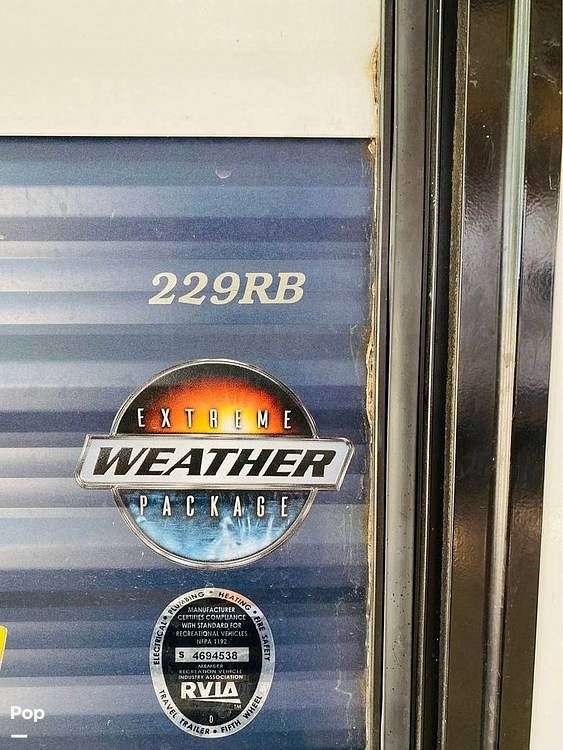 229RB
EXTREME
WEATHER
PACKAGE
ELECTRICAL • PLUMBING • HEATING • FIRE SAFETY
MANUFACTURER
CERTIFIES COMPLIANCE
WITH STANDARD FOR
RECREATIONAL VEHICLES
NFPA 1192
S 4694538
MEMBER
RECREATION VEHICLE
INDUSTRY ASSOCIATION
RVIA
TM
D
TRAVEL TRAILER • FIFTH WHEEL
Pop